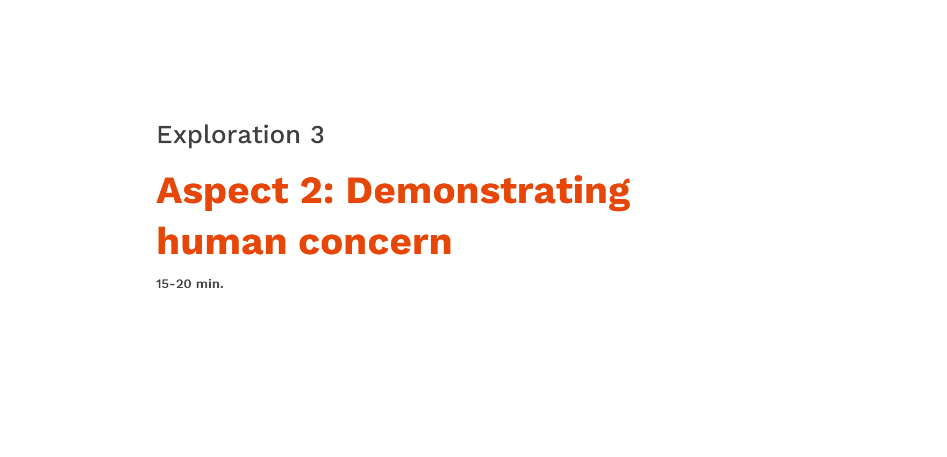 Exploration 3
Aspect 2: Demonstrating
human concern
15-20 min.